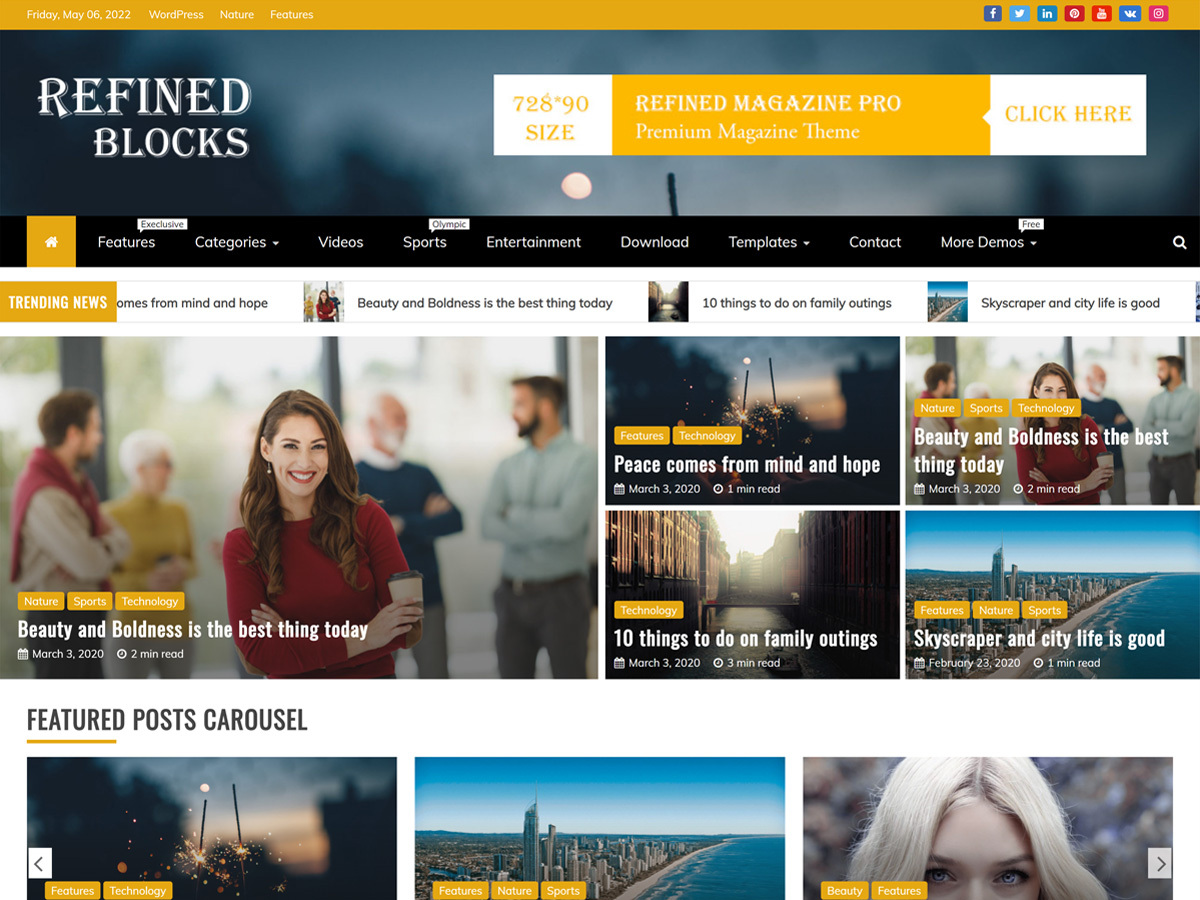 Friday, May 06, 2022 WordPress Nature Features
REFINED
BLOCKS
728*90
SIZE
REFINED MAGAZINE PRO
Premium Magazine Theme
CLICK HERE
Execlusive Olympic Free
Features Categories Videos Sports Entertainment Download Templates Contact More Demos
TRENDING NEWS omes from mind and hope Beauty and Boldness is the best thing today 10 things to do on family outings Skyscraper and city life is good
Nature Sports Technology
Beauty and Boldness is the best thing today
March 3, 2020 2 min read
Features Technology
Peace comes from mind and hope
March 3, 2020 1 min read
Nature Sports Technology
Beauty and Boldness is the best
thing today
March 3, 2020 2 min read
Technology
10 things to do on family outings
March 3, 2020 3 min read
Features Nature Sports
Skyscraper and city life is good
February 23, 2020 1 min read
FEATURED POSTS CAROUSEL
Features Technology
Features Nature Sports
Beauty Features